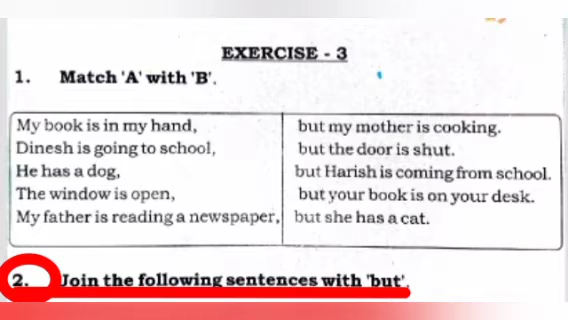 EXERCISE - 3
1. Match 'A' with 'B'.
My book is in my hand, but my mother is cooking.
Dinesh is going to school, but the door is shut.
He has a dog, but Harish is coming from school.
The window is open, but your book is on your desk.
My father is reading a newspaper, but she has a cat.
2. Join the following sentences with 'but'.